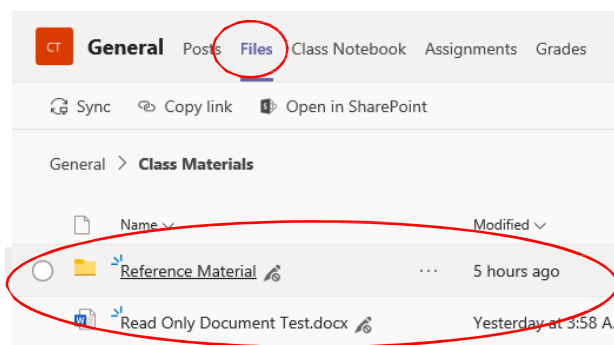 CT General Posts Files Class Notebook Assignments Grades
Sync Copy link Open in SharePoint
General > Class Materials
Name Modified
Reference Material ... 5 hours ago
Read Only Document Test.docx Yesterday at 3:58 A.